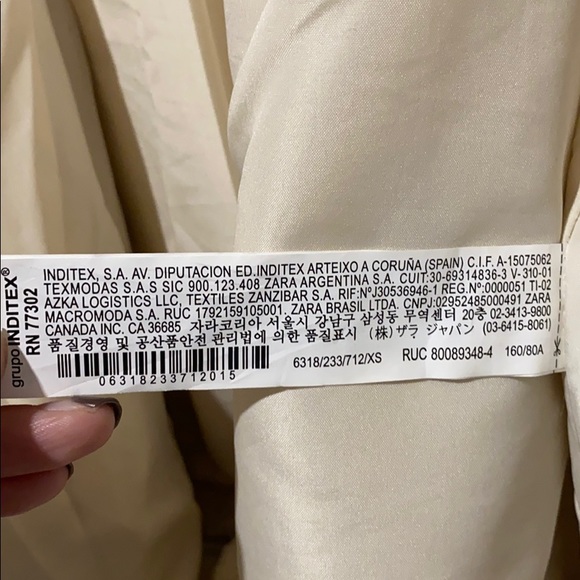 grupo INDITEX®
RN 77302
INDITEX, S.A. AV. DIPUTACION ED.INDITEX ARTEIXO A CORUÑA (SPAIN) C.I.F. A-15075062
TEXMODAS S.A.S SIC 900.123.408 ZARA ARGENTINA S.A. CUIT:30-69314836-3 V-310-01
AZKA LOGISTICS LLC, TEXTILES ZANZIBAR S.A. RIF:NºJ30536946-1 REG.Nº0000051 TI-02
MACROMODA S.A. RUC 1792159105001 ZARA BRASIL LTDA. CNPJ:02952485000491 ZARA
CANADA INC. CA 36685 자라코리아 서울시 강남구 삼성동 무역센터 20층 02-3413-9800
품질경영 및 공산품안전 관리법에 의한 품질표시 (株) ザラ ジャパン (03-6415-8061)
06318233712015
6318/233/712/XS
RUC 80089348-4
160/80A